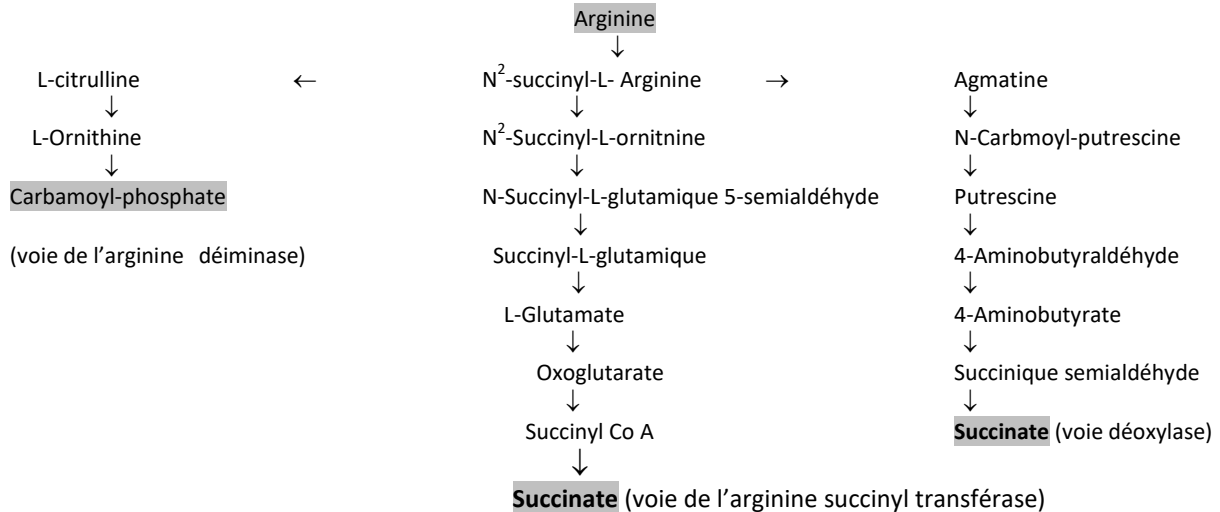 Arginine
↓
L-citrulline ← N²-succinyl-L- Arginine → Agmatine
↓ ↓ ↓
L-Ornithine N²-Succinyl-L-ornitnine N-Carbmoyl-putrescine
↓ ↓ ↓
Carbamoyl-phosphate N-Succinyl-L-glutamique 5-semialdéhyde Putrescine
↓ ↓
(voie de l’arginine déiminase) Succinyl-L-glutamique 4-Aminobutyraldéhyde
↓ ↓
L-Glutamate 4-Aminobutyrate
↓ ↓
Oxoglutarate Succinique semialdéhyde
↓ ↓
Succinyl Co A Succinate (voie déoxylase)
↓
Succinate (voie de l’arginine succinyl transférase)